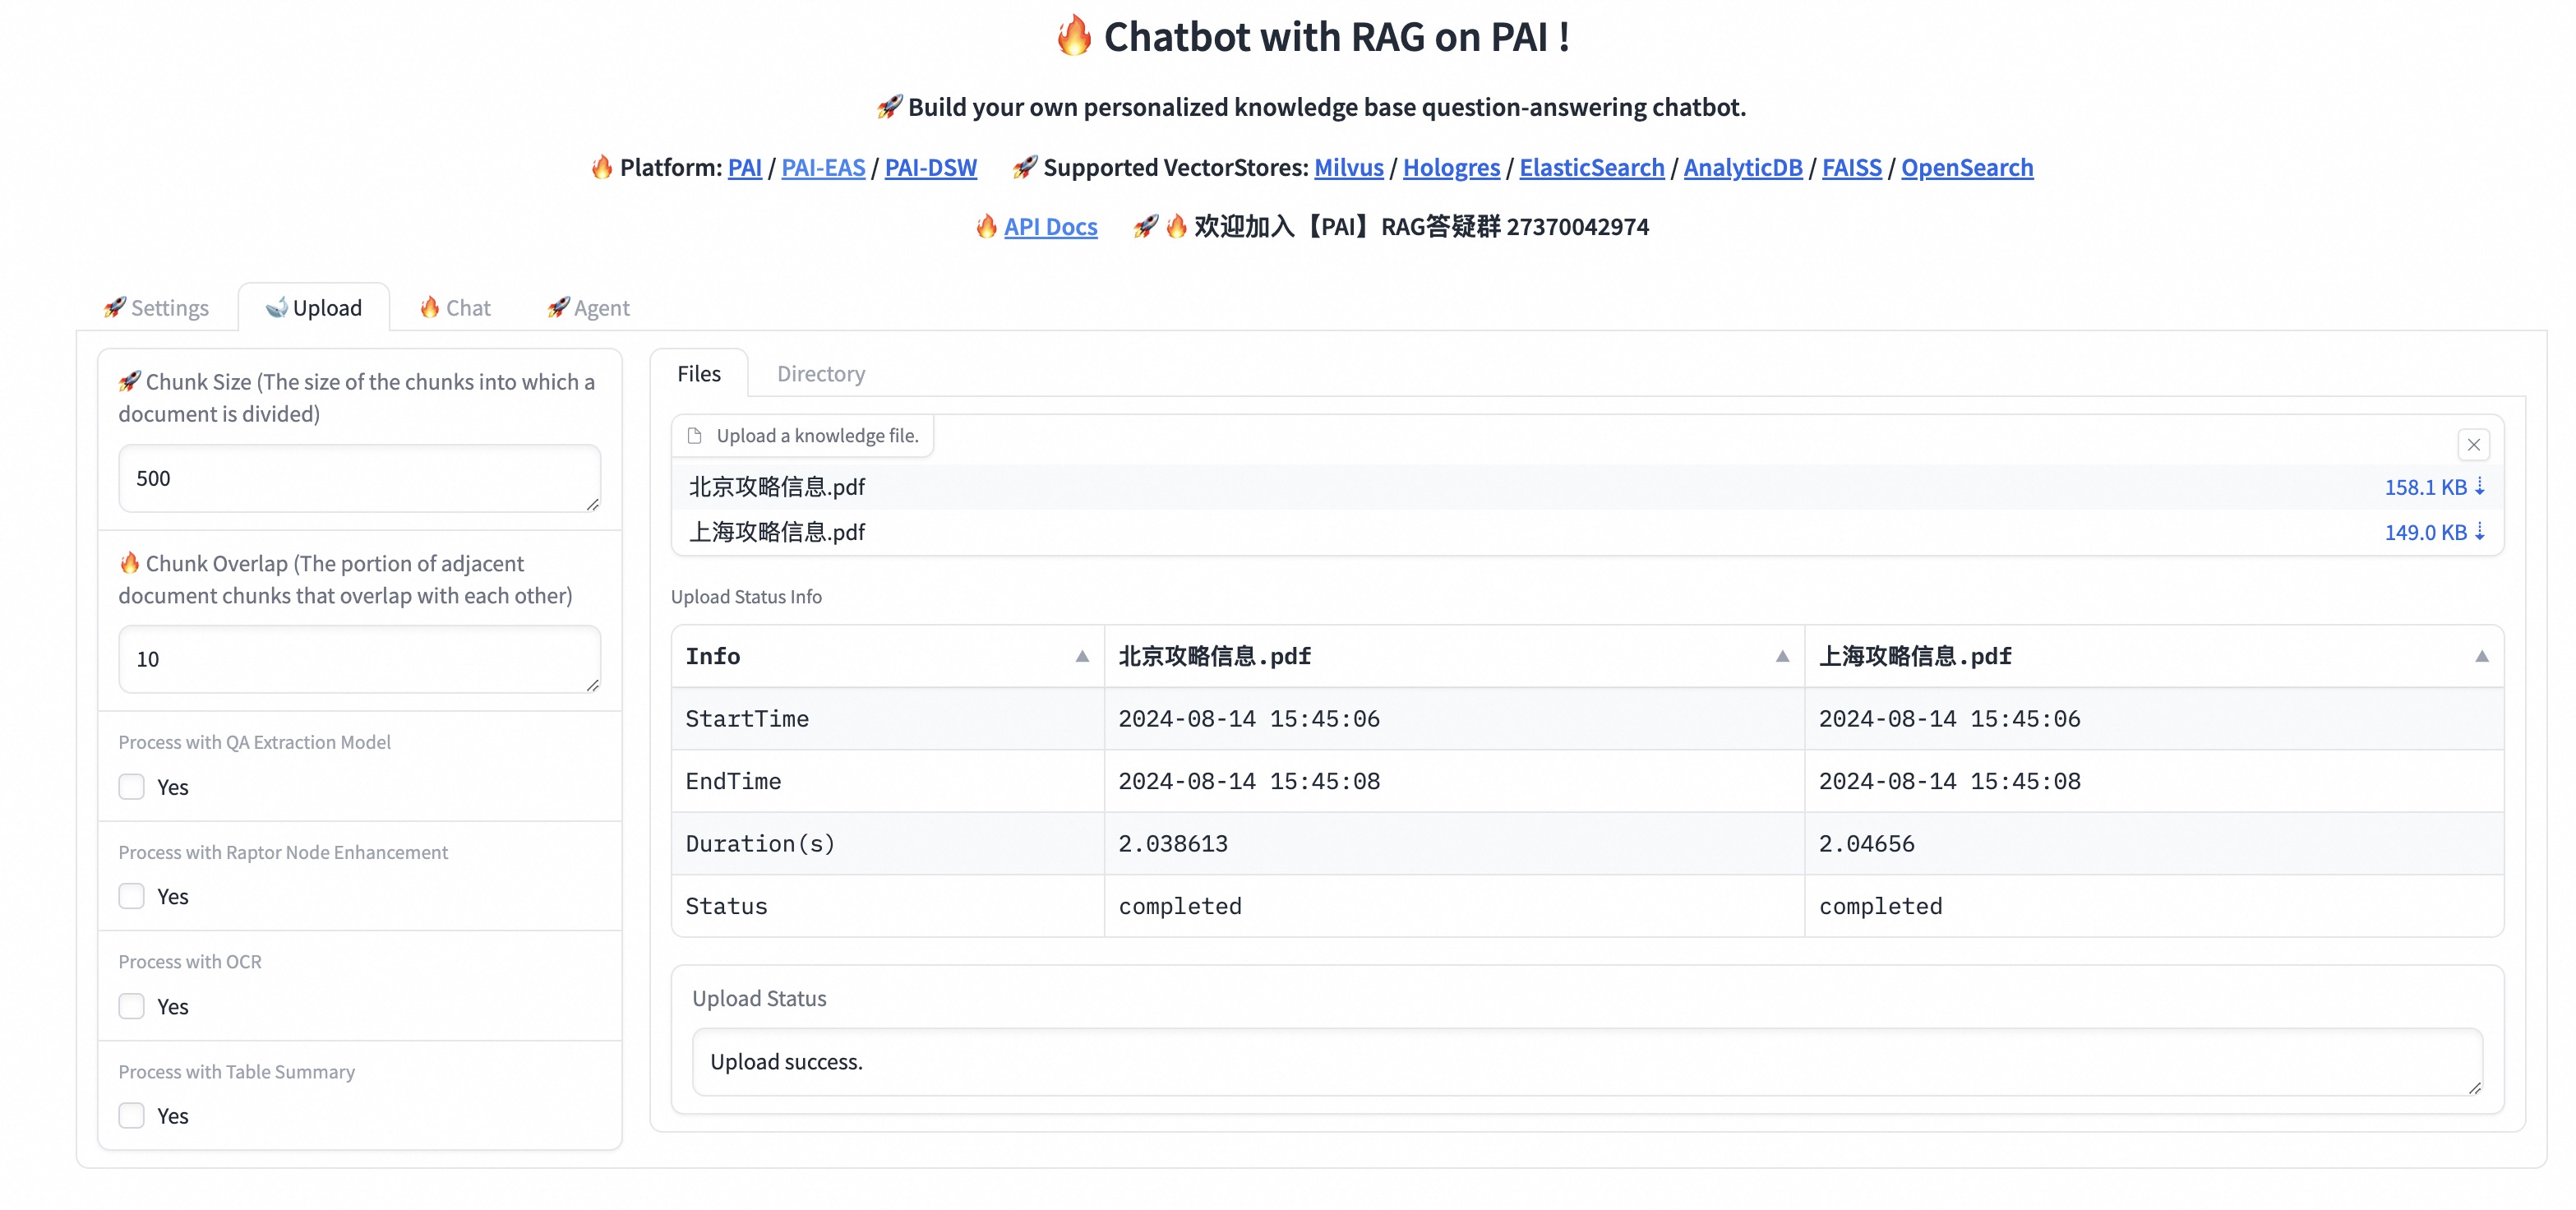 🔥 Chatbot with RAG on PAI !
🚀 Build your own personalized knowledge base question-answering chatbot.
🔥 Platform: PAI / PAI-EAS / PAI-DSW 🚀 Supported VectorStores: Milvus / Hologres / ElasticSearch / AnalyticDB / FAISS / OpenSearch
🔥 API Docs 🚀 🔥 欢迎加入【PAI】RAG答疑群 27370042974
🚀 Settings
🐳 Upload
🔥 Chat
🚀 Agent
🚀 Chunk Size (The size of the chunks into which a
document is divided)
500
🔥 Chunk Overlap (The portion of adjacent
document chunks that overlap with each other)
10
Process with QA Extraction Model
Yes
Process with Raptor Node Enhancement
Yes
Process with OCR
Yes
Process with Table Summary
Yes
Files
Directory
Upload a knowledge file.
北京攻略信息.pdf 158.1 KB ⇣
上海攻略信息.pdf 149.0 KB ⇣
Upload Status Info
Info 北京攻略信息.pdf 上海攻略信息.pdf
StartTime 2024-08-14 15:45:06 2024-08-14 15:45:06
EndTime 2024-08-14 15:45:08 2024-08-14 15:45:08
Duration(s) 2.038613 2.04656
Status completed completed
Upload Status
Upload success.